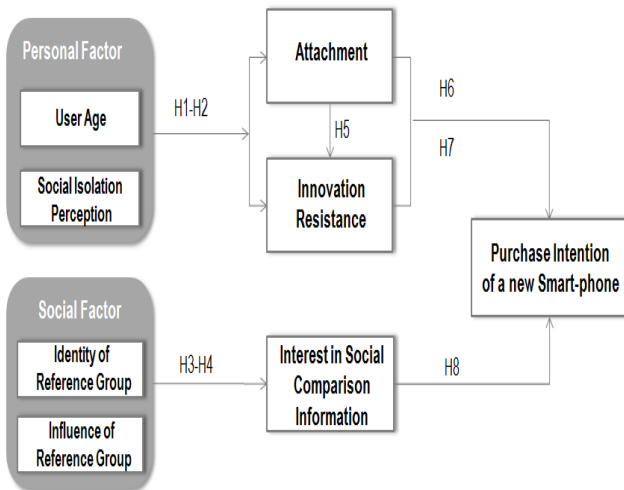 Personal Factor
User Age
Social Isolation
Perception
H1-H2
Attachment
H5
Innovation
Resistance
H6
H7
Purchase Intention
of a new Smart-phone
Social Factor
Identity of
Reference Group
Influence of
Reference Group
H3-H4
Interest in Social
Comparison
Information
H8